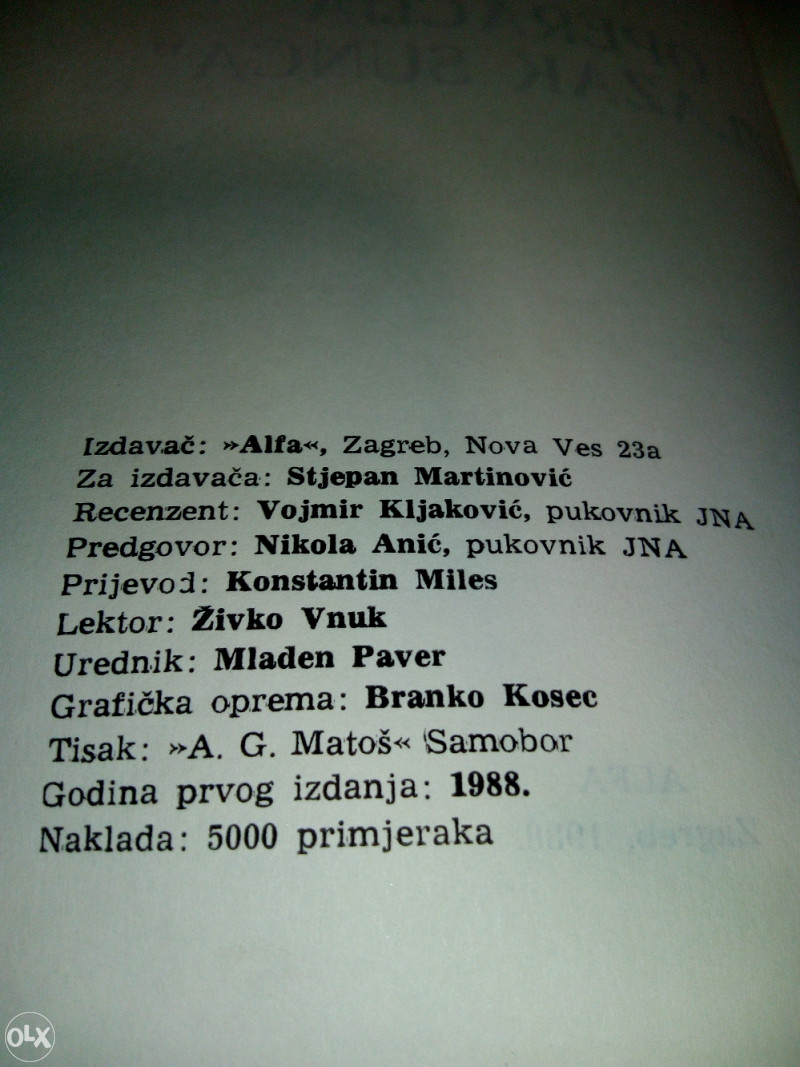 Izdavač: »Alfa«, Zagreb, Nova Ves 23a
Za izdavača: Stjepan Martinović
Recenzent: Vojmir Kljaković, pukovnik JNA
Predgovor: Nikola Anić, pukovnik JNA
Prijevod: Konstantin Miles
Lektor: Živko Vnuk
Urednik: Mladen Paver
Grafička oprema: Branko Kosec
Tisak: »A. G. Matoš« Samobor
Godina prvog izdanja: 1988.
Naklada: 5000 primjeraka
OLX